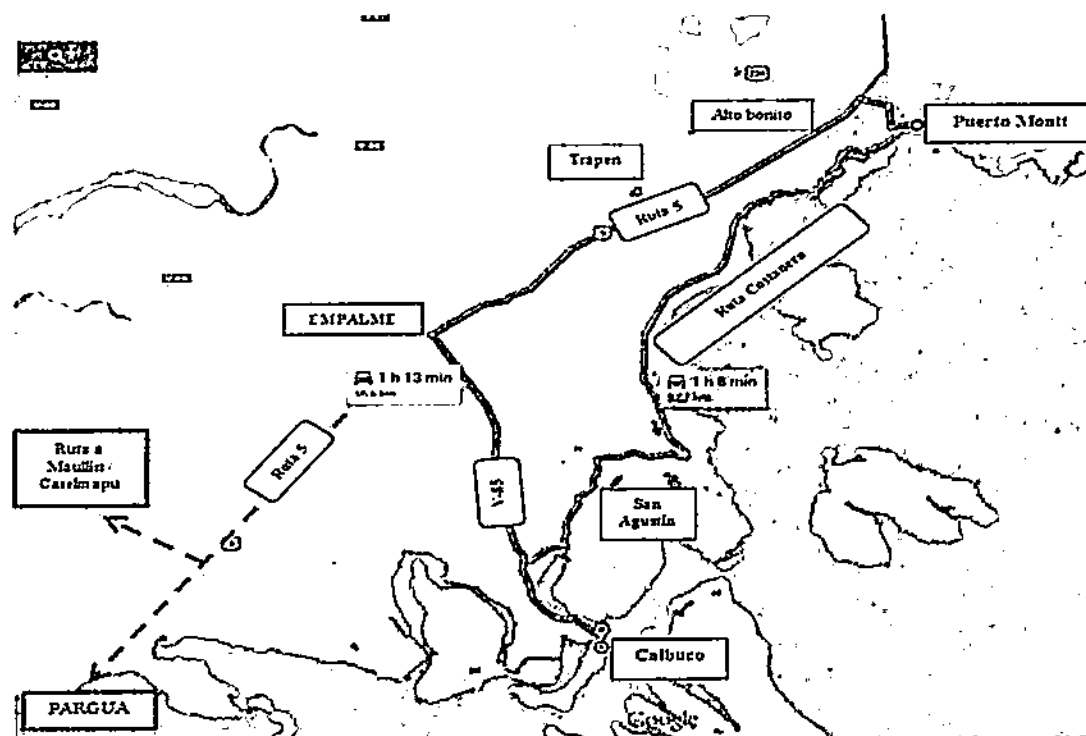 Alto bonito
Puerto Montt
Trapen
Ruta 5
Ruta Costanera
EMPALME
1 h 13 min
1 h 8 min
Ruta a
Maullin /
Carelmapu
Ruta 5
V-85
San
Agustín
Calbuco
PARGUA
Google